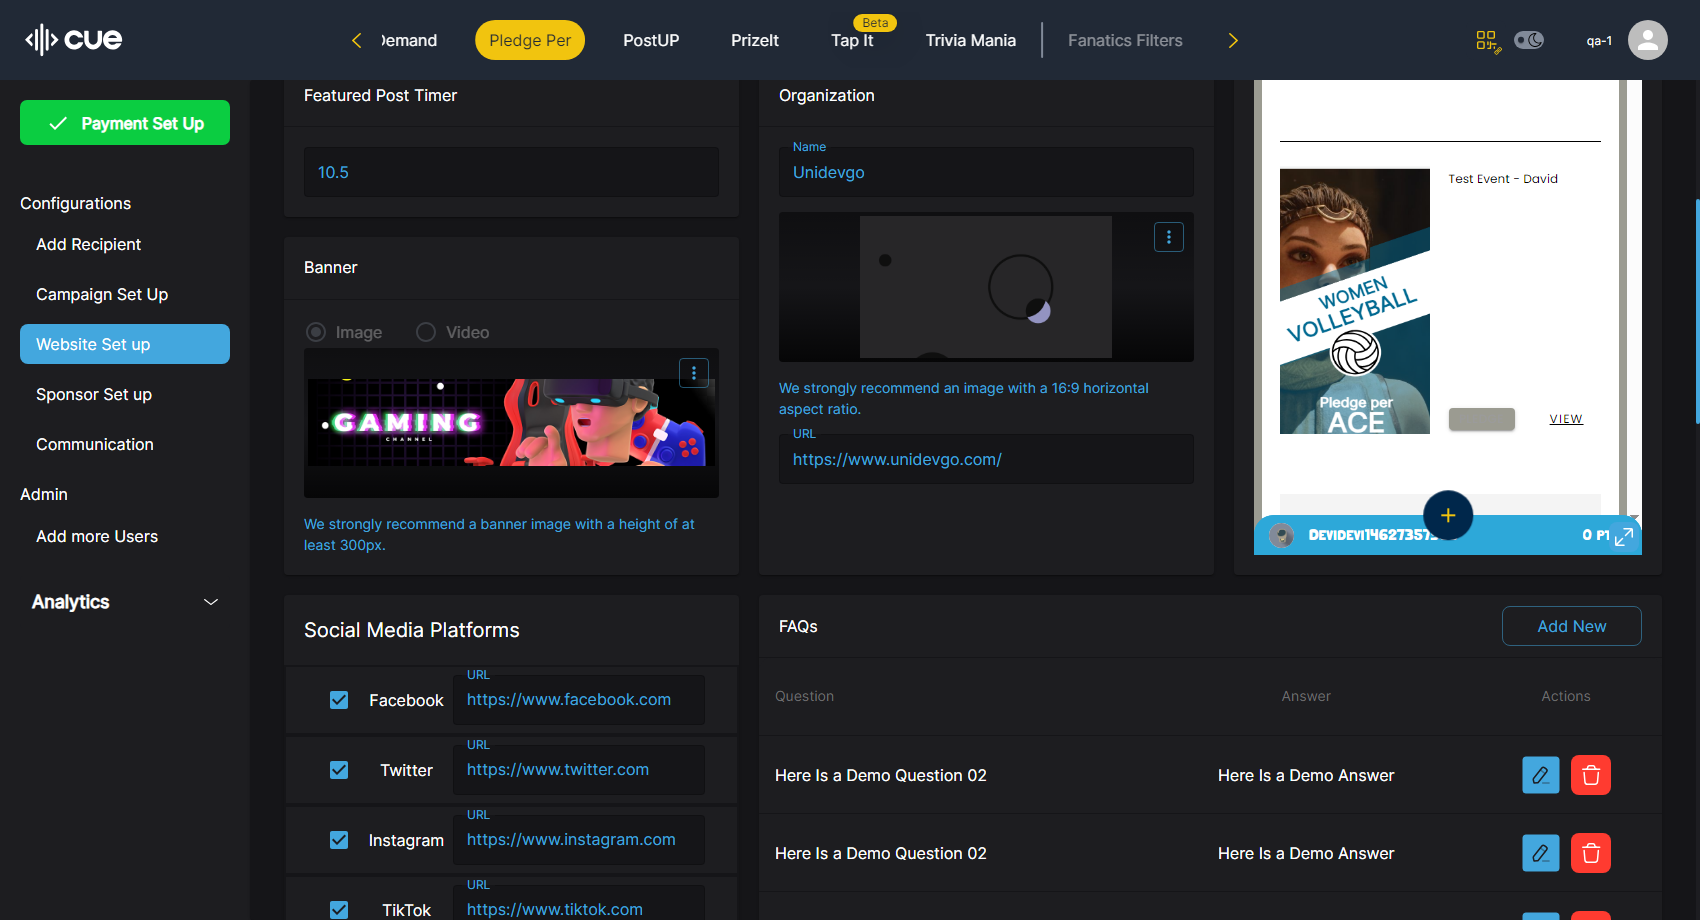 cue
Demand
Pledge Per
PostUP
PrizeIt
Beta
Tap It
Trivia Mania
Fanatics Filters
qa-1
Payment Set Up
Configurations
Add Recipient
Campaign Set Up
Website Set up
Sponsor Set up
Communication
Admin
Add more Users
Analytics
Featured Post Timer
10.5
Banner
Image
Video
GAMING
CHANNEL
We strongly recommend a banner image with a height of at
least 300px.
Organization
Name
Unidevgo
We strongly recommend an image with a 16:9 horizontal
aspect ratio.
URL
https://www.unidevgo.com/
Test Event - David
WOMEN
VOLLEYBALL
Pledge per
ACE
VIEW
0 PT
Social Media Platforms
Facebook
URL
https://www.facebook.com
Twitter
URL
https://www.twitter.com
Instagram
URL
https://www.instagram.com
TikTok
URL
https://www.tiktok.com
FAQs
Add New
Question
Answer
Actions
Here Is a Demo Question 02
Here Is a Demo Answer
Here Is a Demo Question 02
Here Is a Demo Answer